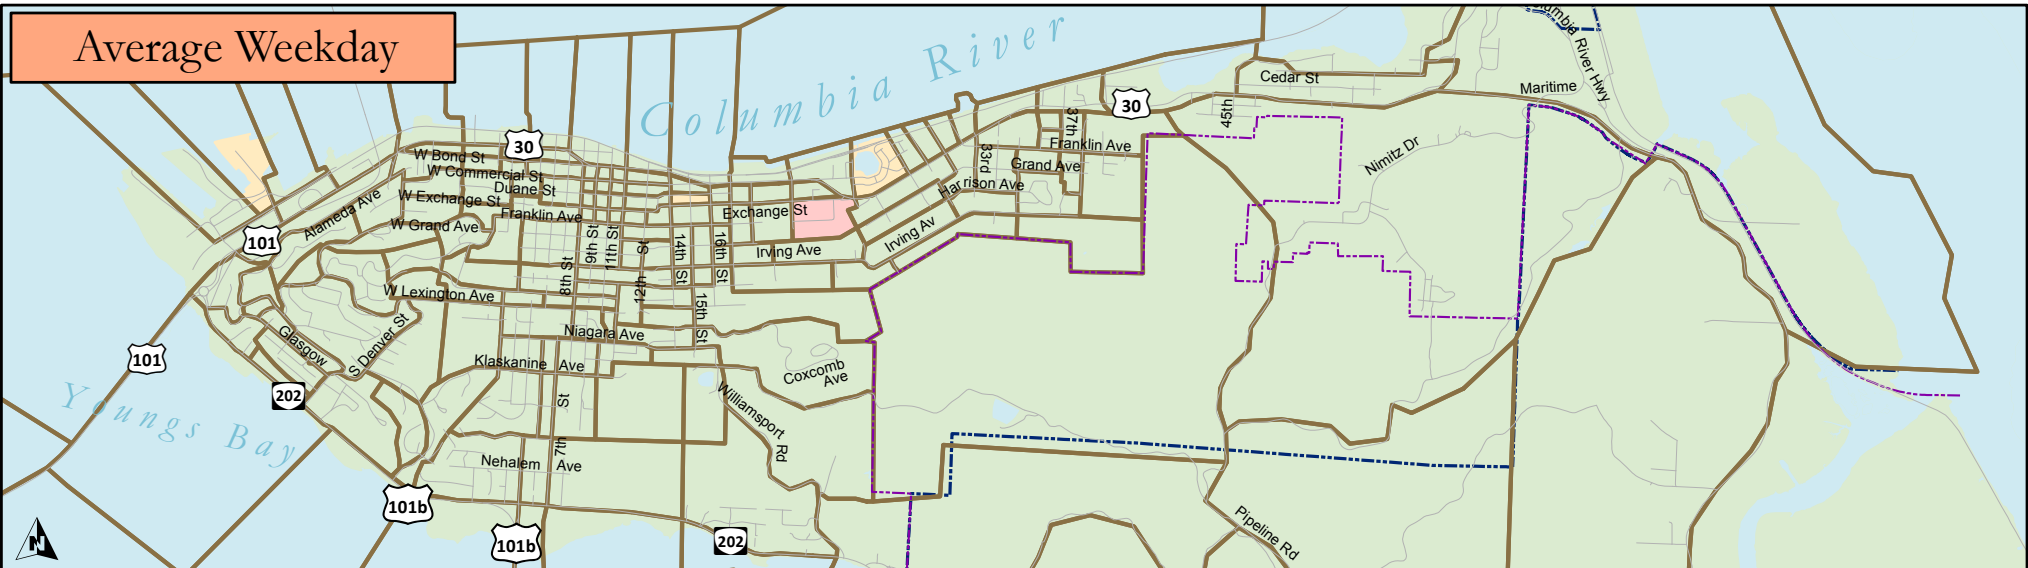 Average Weekday
Columbia River
Columbia River Hwy
Cedar St
Maritime
30
45th
37th
Franklin Ave
Grand Ave
33rd
Harrison Ave
Nimitz Dr
30
W Bond St
W Commercial St
Duane St
W Exchange St
Franklin Ave
W Grand Ave
Alameda Ave
101
Exchange St
Irving Ave
Irving Av
8th St
9th St
11th St
12th St
14th St
16th St
15th St
W Lexington Ave
Niagara Ave
Glasgow
S Denver St
Klaskanine Ave
Coxcomb
Ave
101
202
Youngs Bay
Williamsport Rd
7th St
Nehalem Ave
101b
101b
202
Pipeline Rd
N